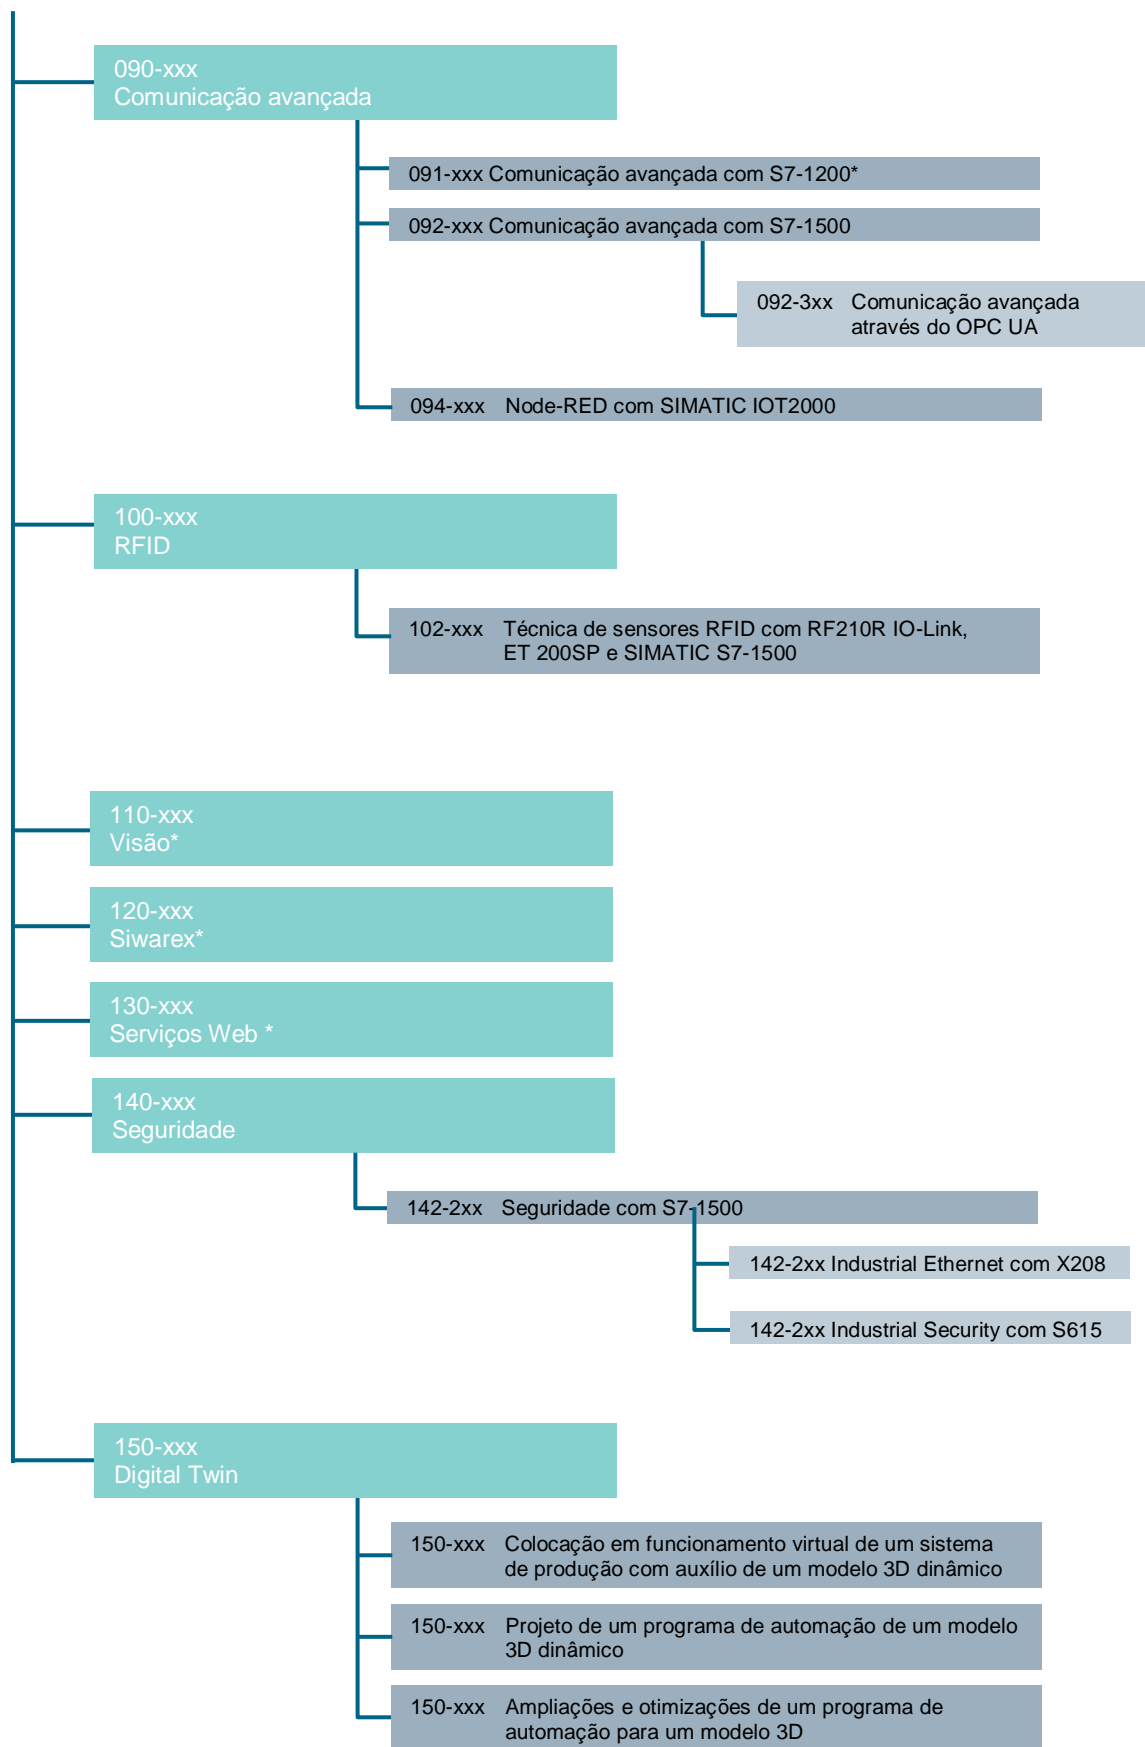 090-xxx
Comunicação avançada
091-xxx Comunicação avançada com S7-1200*
092-xxx Comunicação avançada com S7-1500
092-3xx Comunicação avançada
através do OPC UA
094-xxx Node-RED com SIMATIC IOT2000
100-xxx
RFID
102-xxx Técnica de sensores RFID com RF210R IO-Link,
ET 200SP e SIMATIC S7-1500
110-xxx
Visão*
120-xxx
Siwarex*
130-xxx
Serviços Web *
140-xxx
Seguridade
142-2xx Seguridade com S7-1500
142-2xx Industrial Ethernet com X208
142-2xx Industrial Security com S615
150-xxx
Digital Twin
150-xxx Colocação em funcionamento virtual de um sistema
de produção com auxílio de um modelo 3D dinâmico
150-xxx Projeto de um programa de automação de um modelo
3D dinâmico
150-xxx Ampliações e otimizações de um programa de
automação para um modelo 3D